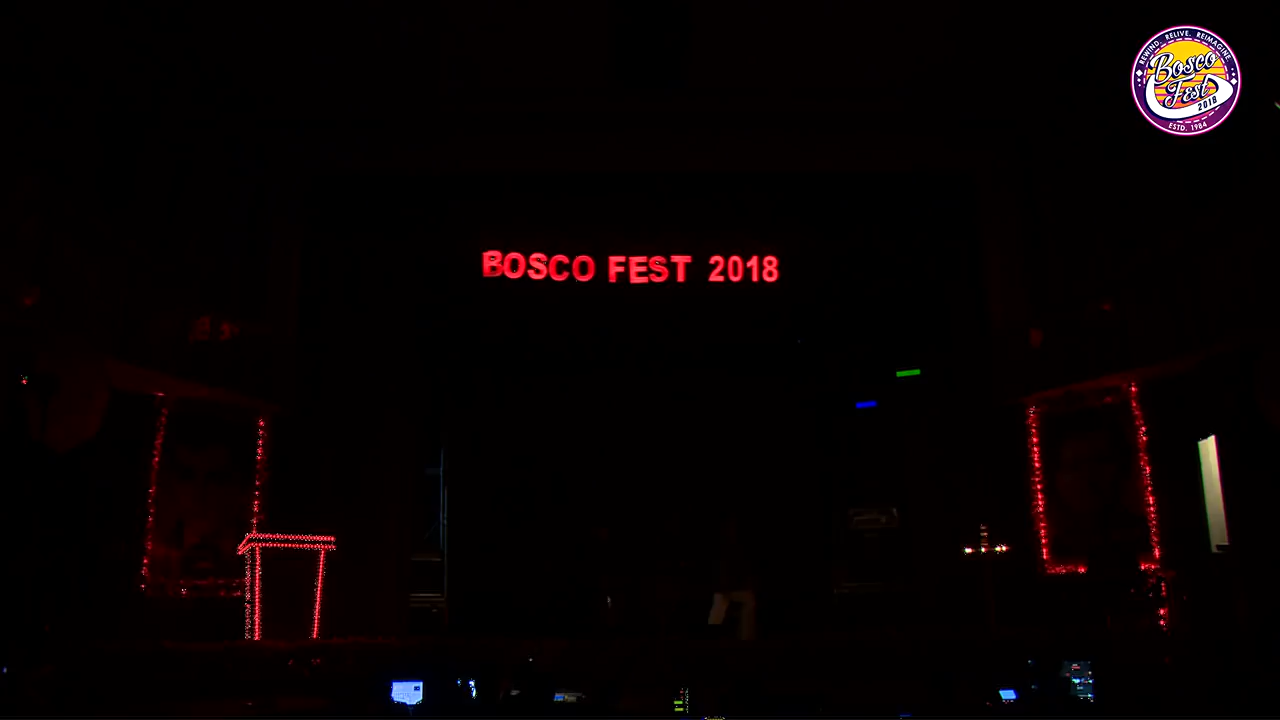 REWIND. RELIVE. REIMAGINE.
Bosco
Fest
2018
ESTD. 1984
BOSCO FEST 2018